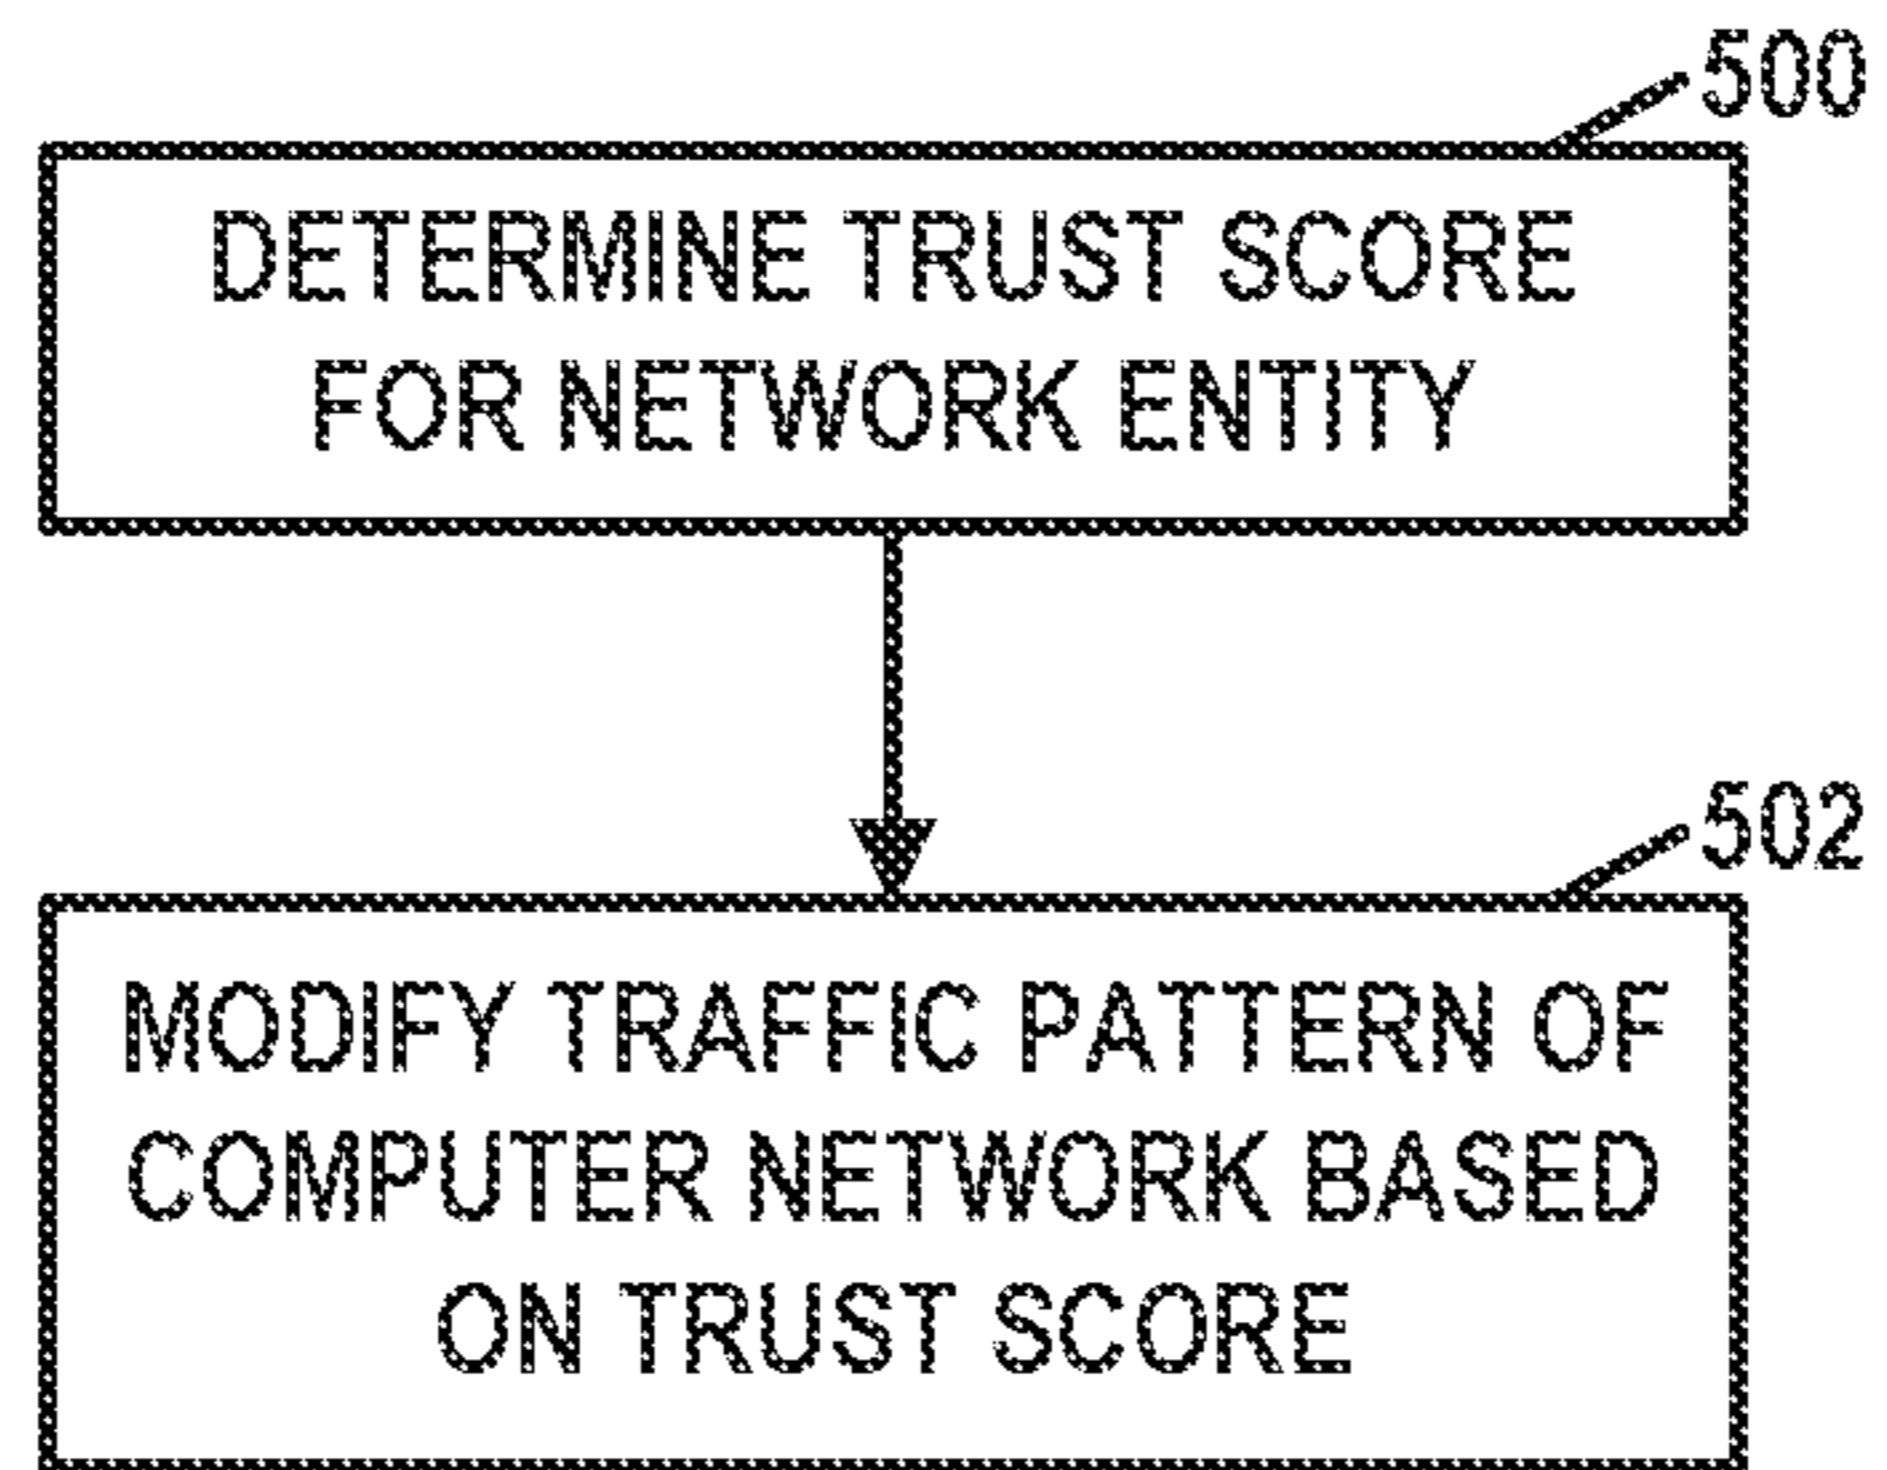 500
DETERMINE TRUST SCORE
FOR NETWORK ENTITY
502
MODIFY TRAFFIC PATTERN OF
COMPUTER NETWORK BASED
ON TRUST SCORE